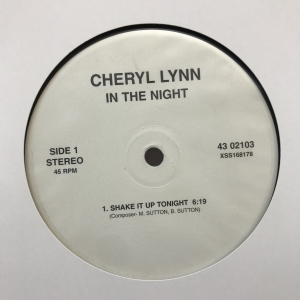 CHERYL LYNN
IN THE NIGHT
SIDE 1
STEREO
45 RPM
43 02103
XSS168178
1. SHAKE IT UP TONIGHT 6:19
(Composer- M. SUTTON, B. SUTTON)